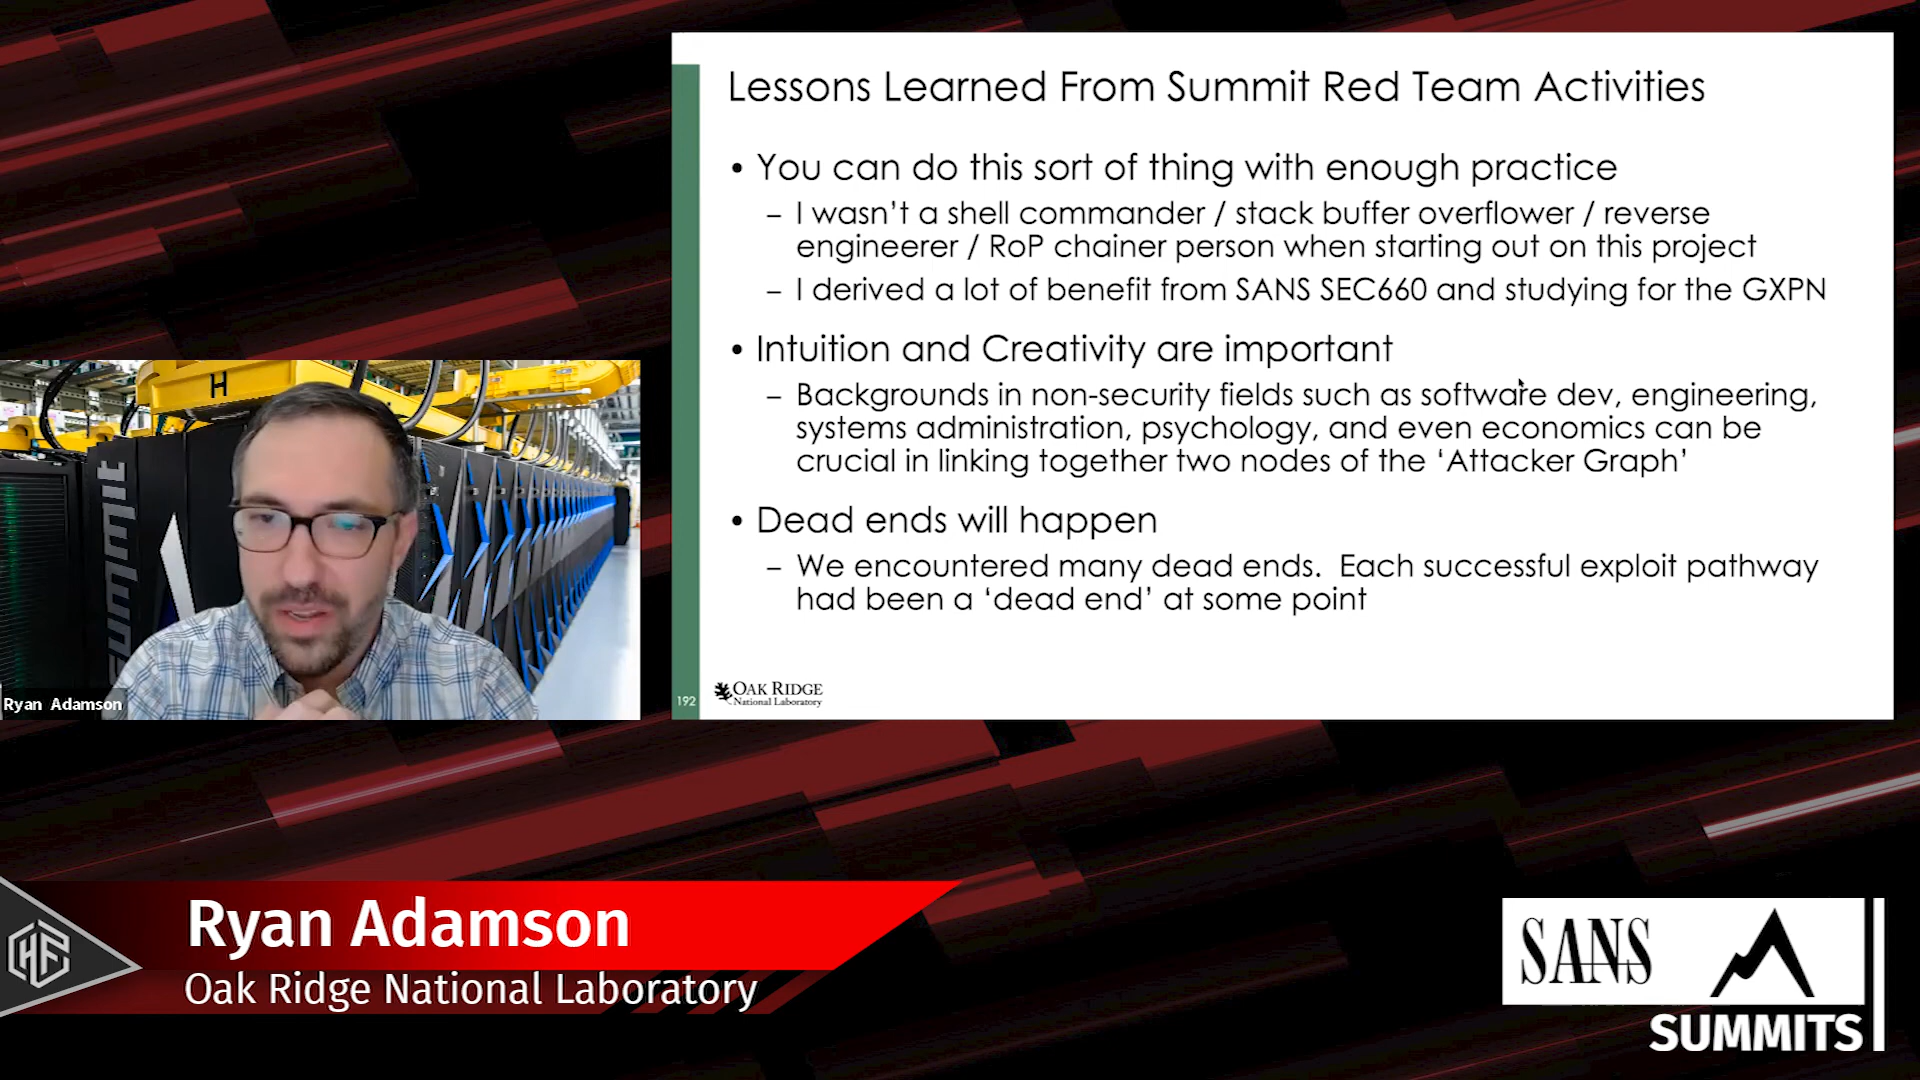 Lessons Learned From Summit Red Team Activities
• You can do this sort of thing with enough practice
– I wasn't a shell commander / stack buffer overflower / reverse
engineerer / RoP chainer person when starting out on this project
– I derived a lot of benefit from SANS SEC660 and studying for the GXPN
• Intuition and Creativity are important
– Backgrounds in non-security fields such as software dev, engineering,
systems administration, psychology, and even economics can be
crucial in linking together two nodes of the ‘Attacker Graph’
• Dead ends will happen
– We encountered many dead ends.  Each successful exploit pathway
had been a ‘dead end’ at some point
192
OAK RIDGE
National Laboratory
H
summit
Ryan Adamson
HF
Ryan Adamson
Oak Ridge National Laboratory
SANS
SUMMITS